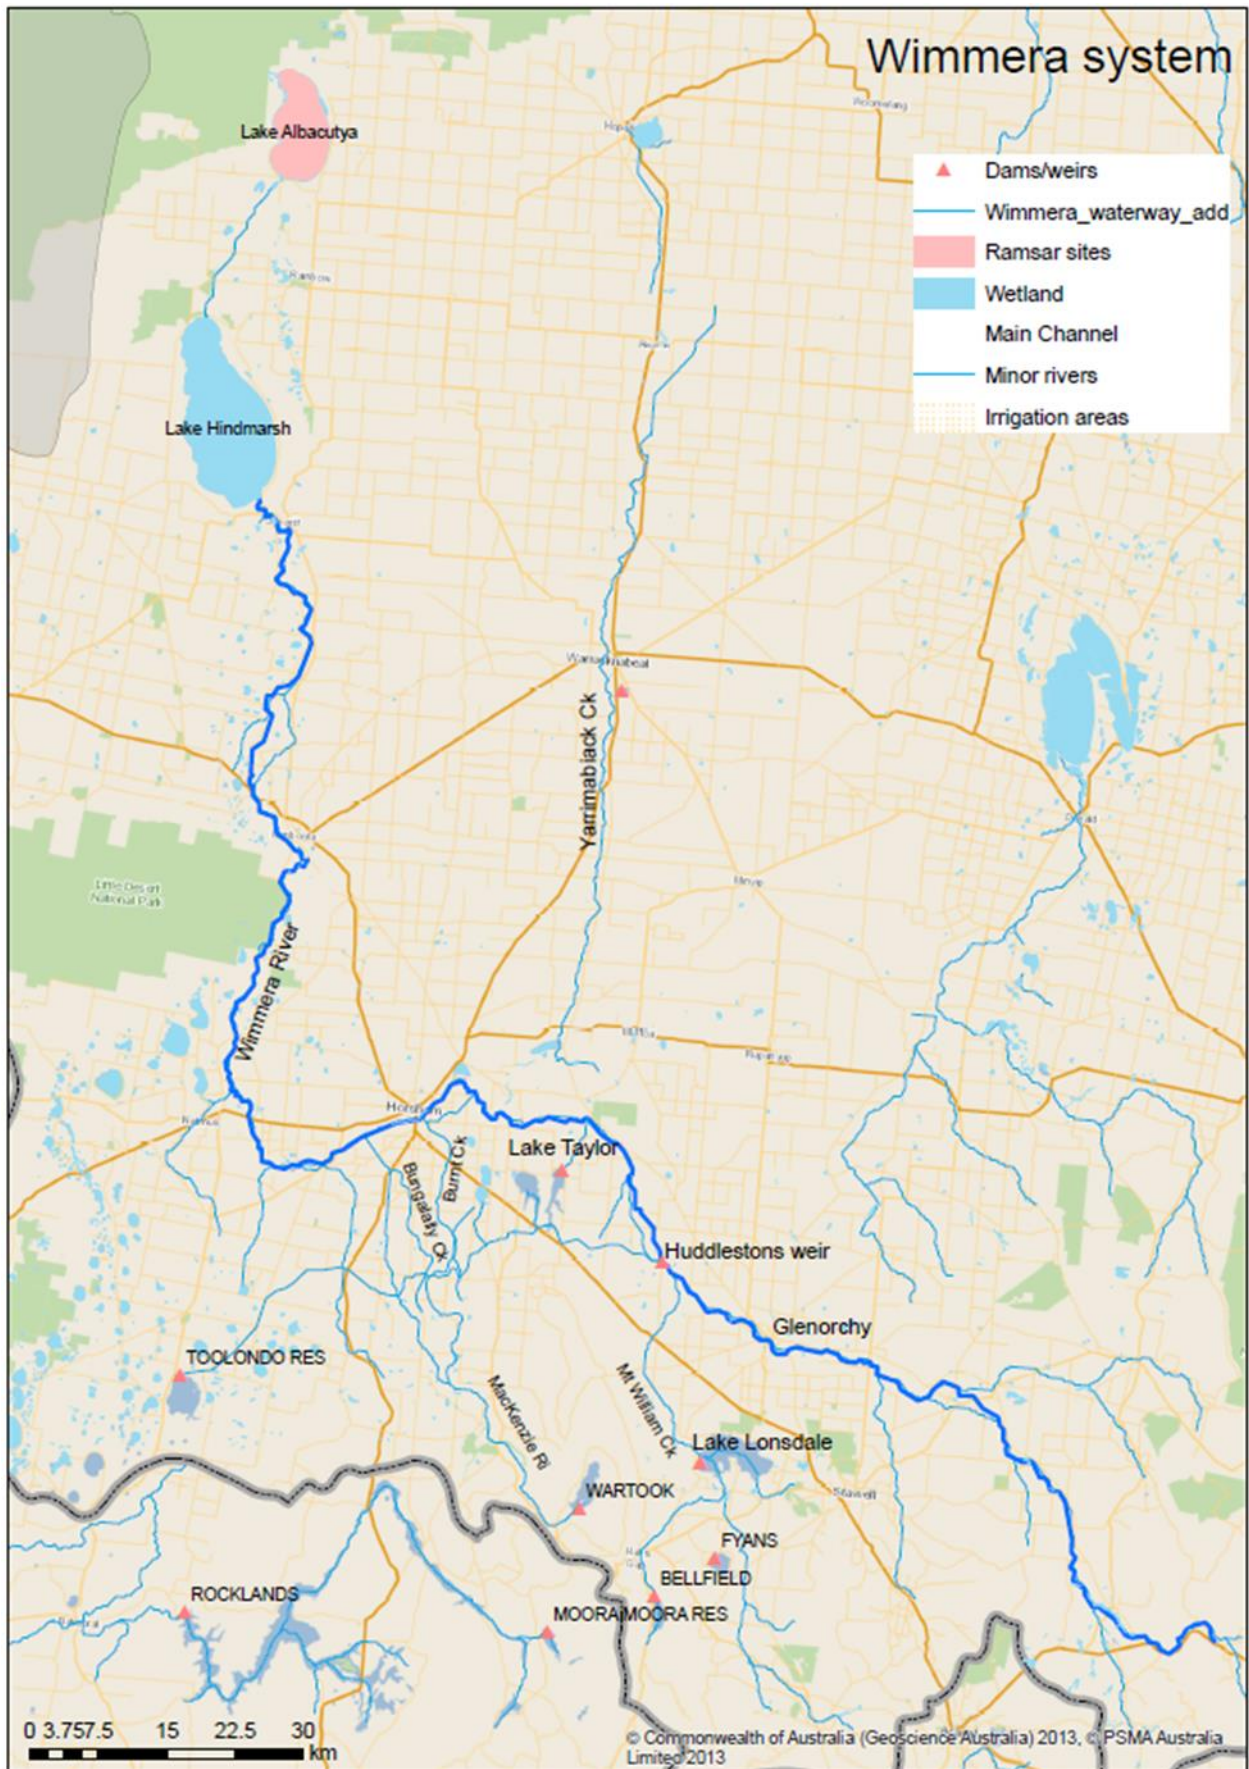 Wimmera system
Dams/weirs
Wimmera_waterway_add
Ramsar sites
Wetland
Main Channel
Minor rivers
Irrigation areas
Lake Albacutya
Lake Hindmarsh
Yarrimabiack Ck
Little Desert
National Park
Wimmera River
Horsham
Lake Taylor
Burnt Ck
Bungalally Ck
Huddlestons weir
Glenorchy
TOOLONDO RES
MacKenzie Ri
Mt William Ck
Lake Lonsdale
Stawell
WARTOOK
FYANS
BELLFIELD
ROCKLANDS
MOORA MOORA RES
0 3.75 7.5 15 22.5 30
km
© Commonwealth of Australia (Geoscience Australia) 2013, © PSMA Australia
Limited 2013